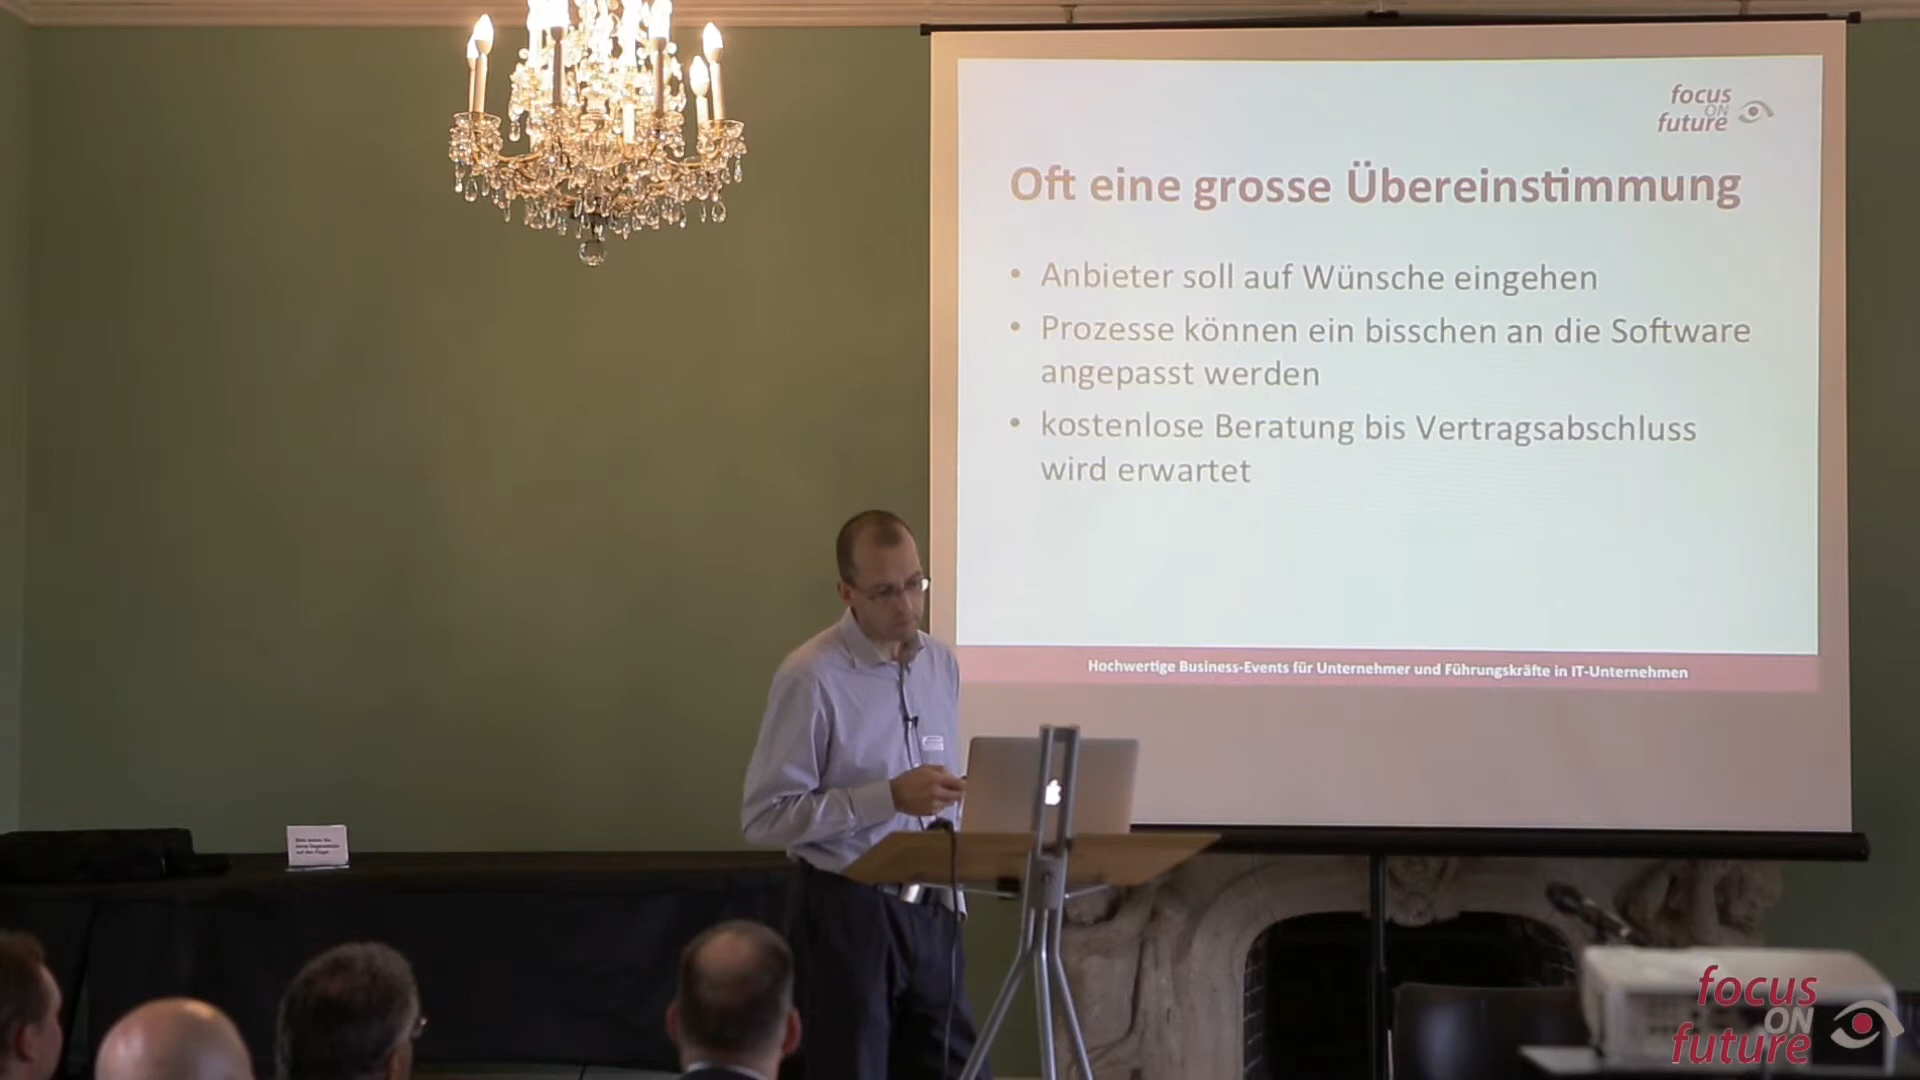 focus
ON
future
Oft eine grosse Übereinstimmung
• Anbieter soll auf Wünsche eingehen
• Prozesse können ein bisschen an die Software
angepasst werden
• kostenlose Beratung bis Vertragsabschluss
wird erwartet
Hochwertige Business-Events für Unternehmer und Führungskräfte in IT-Unternehmen
focus
ON
future